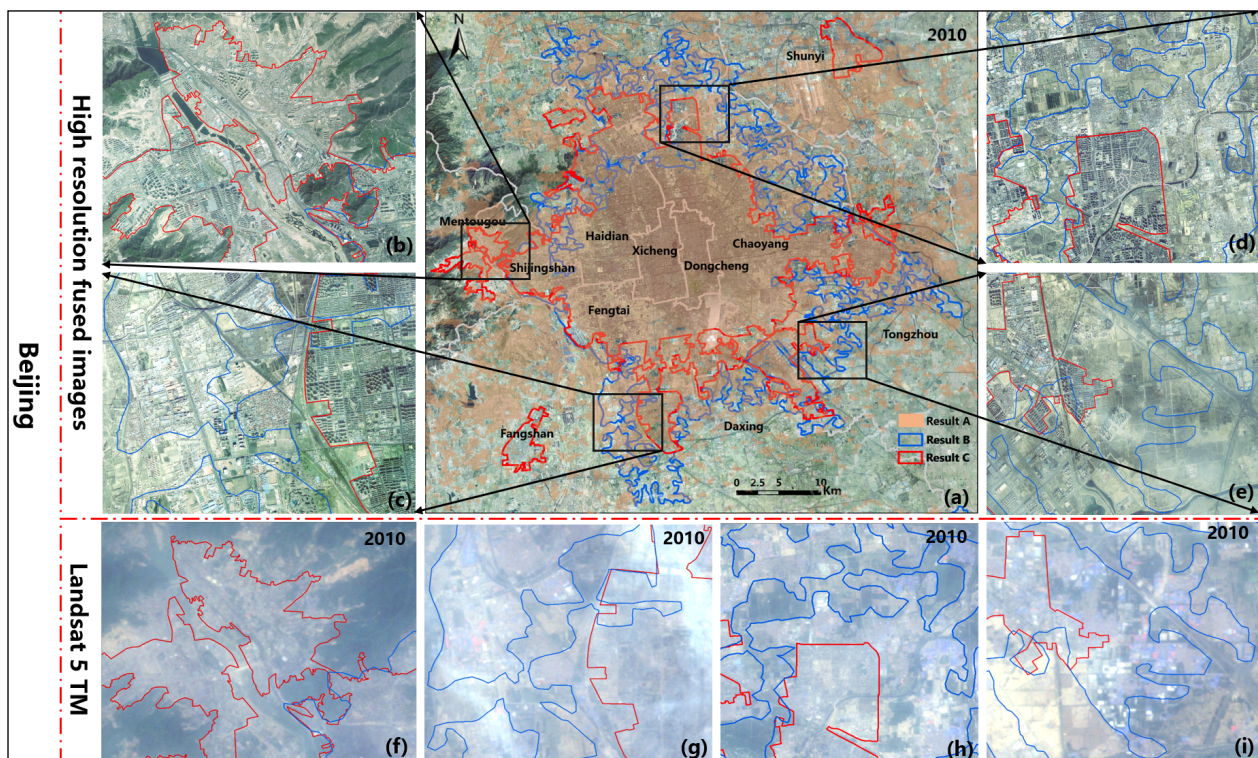 Beijing
High resolution fused images
Landsat 5 TM
(b)
N
2010
Shunyi
Mentougou
Haidian
Xicheng
Chaoyang
Shijingshan
Dongcheng
Fengtai
Tongzhou
Fangshan
Daxing
Result A
Result B
Result C
0 2.5 5 10
Km
(a)
(d)
(c)
(e)
2010
(f)
2010
(g)
2010
(h)
2010
(i)